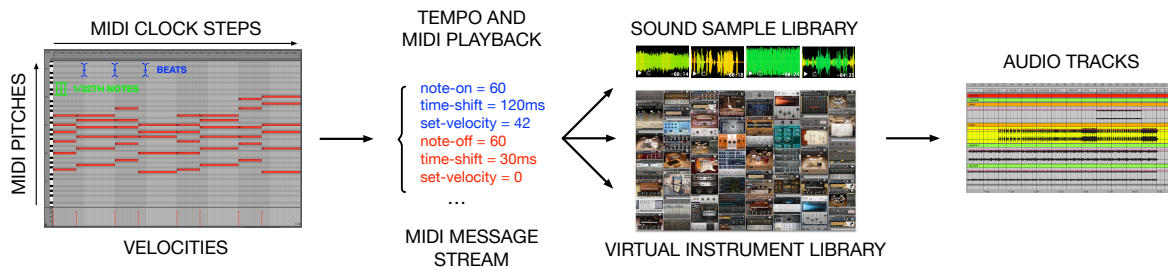 MIDI CLOCK STEPS
MIDI PITCHES
BEATS
1/32TH NOTES
VELOCITIES
TEMPO AND
MIDI PLAYBACK
note-on = 60
time-shift = 120ms
set-velocity = 42
note-off = 60
time-shift = 30ms
set-velocity = 0
...
MIDI MESSAGE
STREAM
SOUND SAMPLE LIBRARY
VIRTUAL INSTRUMENT LIBRARY
AUDIO TRACKS